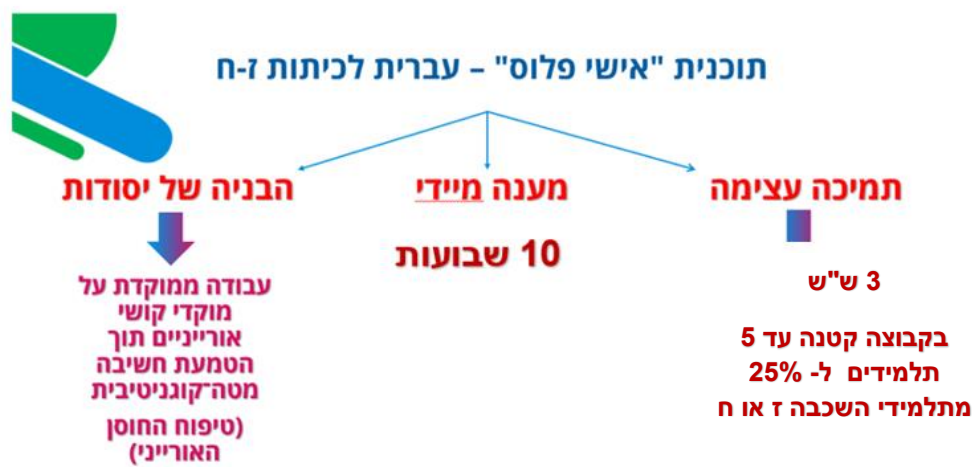 תוכנית "אישי פלוס" – עברית לכיתות ז-ח
תמיכה עצימה
3 ש"ש
בקבוצה קטנה עד 5
תלמידים ל- 25%
מתלמידי השכבה ז או ח
מענה מיידי
10 שבועות
הבניה של יסודות
עבודה ממוקדת על
מוקדי קושי
אורייניים תוך
הטמעת חשיבה
מטה־קוגניטיבית
(טיפוח החוסן
האורייני)